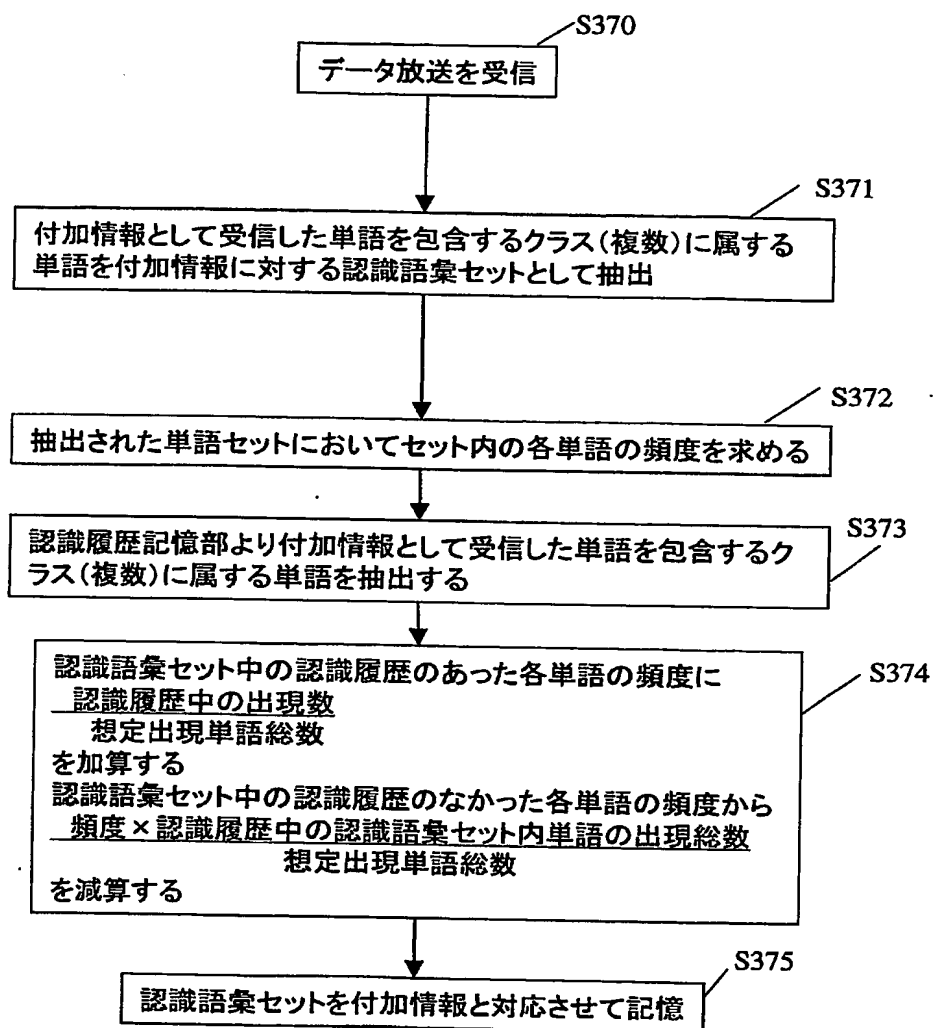 S370
データ放送を受信
S371
付加情報として受信した単語を包含するクラス(複数)に属する
単語を付加情報に対する認識語彙セットとして抽出
S372
抽出された単語セットにおいてセット内の各単語の頻度を求める
S373
認識履歴記憶部より付加情報として受信した単語を包含するク
ラス(複数)に属する単語を抽出する
S374
認識語彙セット中の認識履歴のあった各単語の頻度に
認識履歴中の出現数
想定出現単語総数
を加算する
認識語彙セット中の認識履歴のなかった各単語の頻度から
頻度×認識履歴中の認識語彙セット内単語の出現総数
想定出現単語総数
を減算する
S375
認識語彙セットを付加情報と対応させて記憶